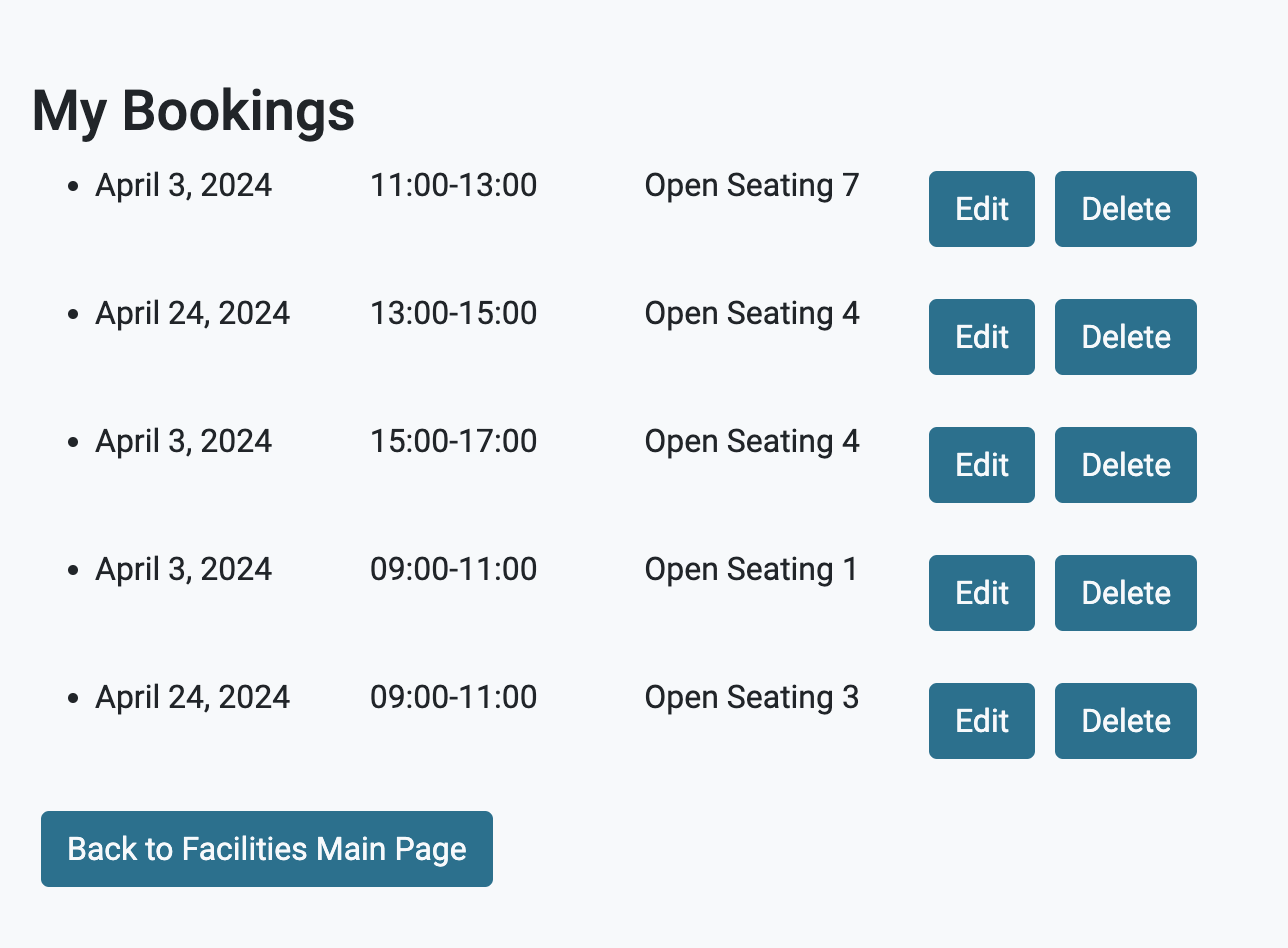 My Bookings
• April 3, 2024 11:00-13:00 Open Seating 7 Edit Delete
• April 24, 2024 13:00-15:00 Open Seating 4 Edit Delete
• April 3, 2024 15:00-17:00 Open Seating 4 Edit Delete
• April 3, 2024 09:00-11:00 Open Seating 1 Edit Delete
• April 24, 2024 09:00-11:00 Open Seating 3 Edit Delete
Back to Facilities Main Page